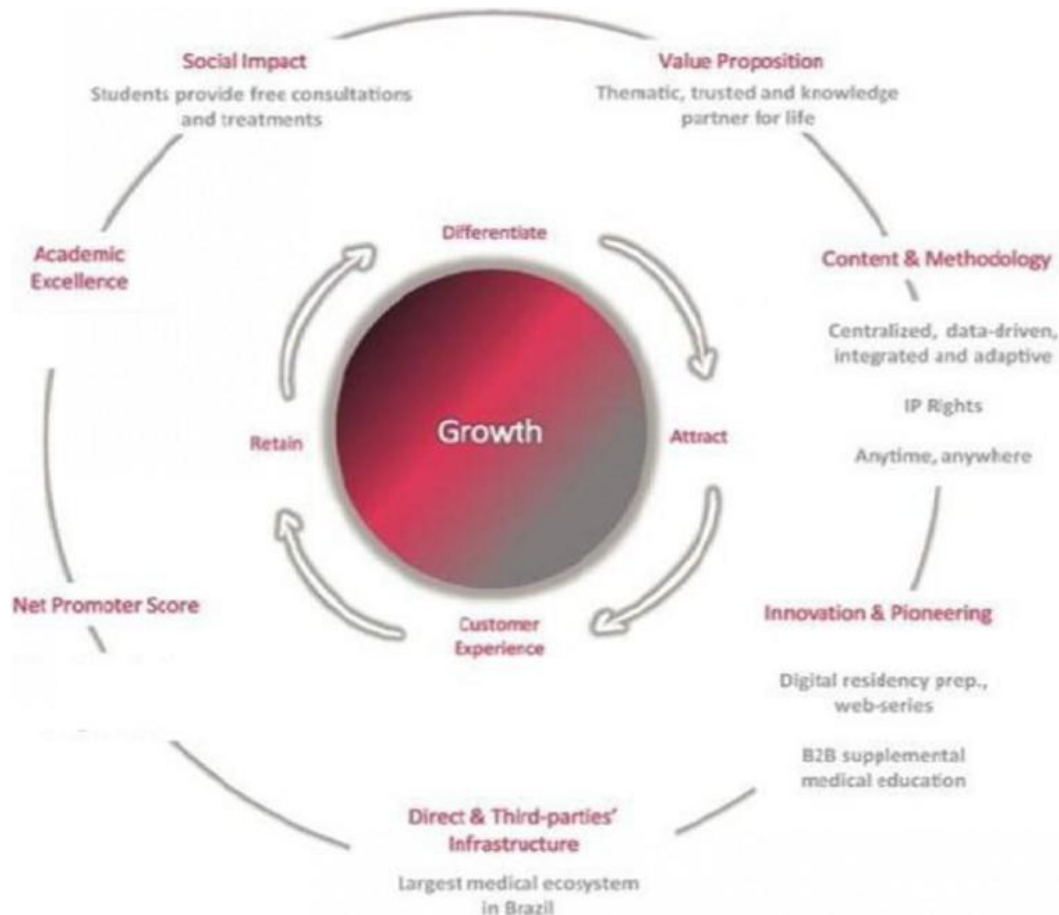 Social Impact
Students provide free consultations
and treatments
Value Proposition
Thematic, trusted and knowledge
partner for life
Academic
Excellence
Differentiate
Content & Methodology
Centralized, data-driven,
integrated and adaptive
IP Rights
Anytime, anywhere
Retain
Growth
Attract
Net Promoter Score
Customer
Experience
Innovation & Pioneering
Digital residency prep.,
web-series
B2B supplemental
medical education
Direct & Third-parties'
Infrastructure
Largest medical ecosystem
in Brazil